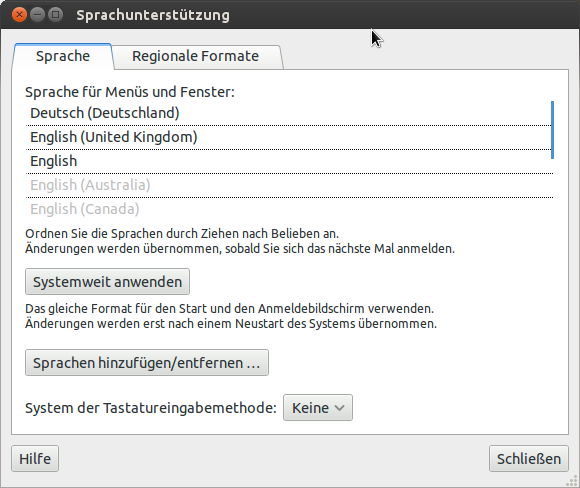 Sprachunterstützung
Sprache
Regionale Formate
Sprache für Menüs und Fenster:
Deutsch (Deutschland)
English (United Kingdom)
English
English (Australia)
English (Canada)
Ordnen Sie die Sprachen durch Ziehen nach Belieben an.
Änderungen werden übernommen, sobald Sie sich das nächste Mal anmelden.
Systemweit anwenden
Das gleiche Format für den Start und den Anmeldebildschirm verwenden.
Änderungen werden erst nach einem Neustart des Systems übernommen.
Sprachen hinzufügen/entfernen …
System der Tastatureingabemethode: Keine
Hilfe
Schließen